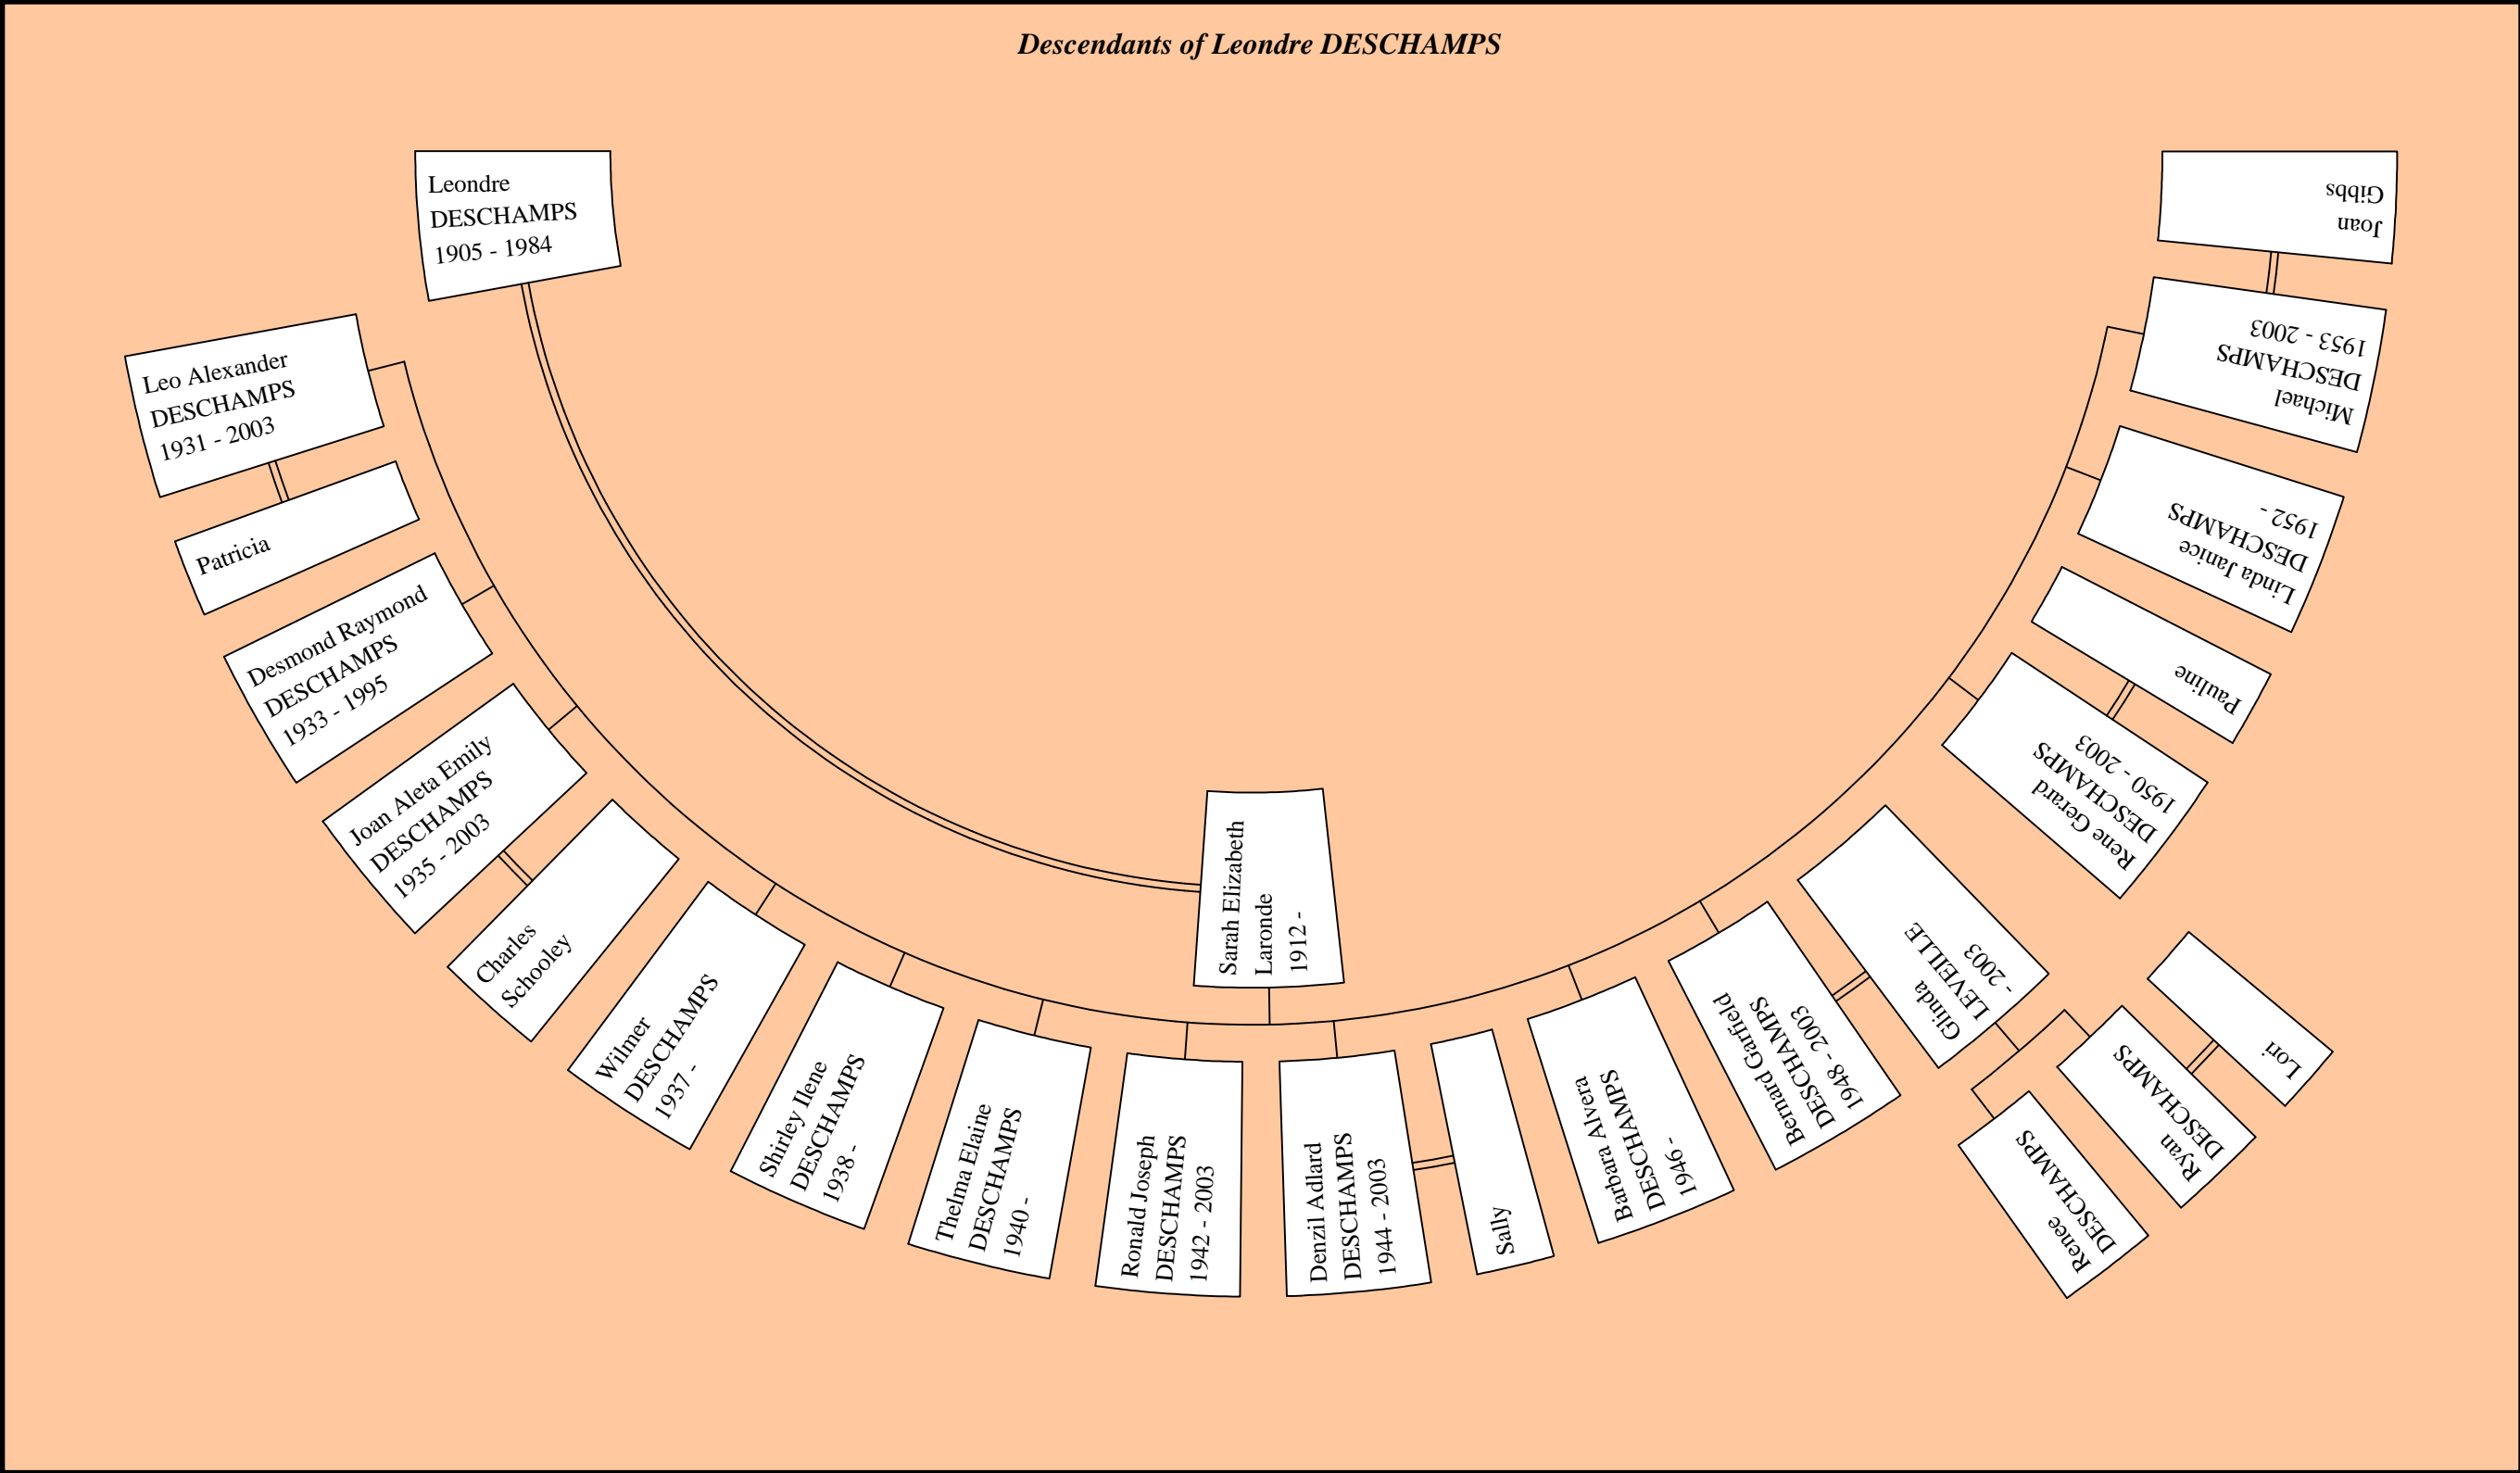 Descendants of Leondre DESCHAMPS
Leondre
DESCHAMPS
1905 - 1984
Sarah Elizabeth
Laronde
1912 -
Leo Alexander
DESCHAMPS
1931 - 2003
Patricia
Desmond Raymond
DESCHAMPS
1933 - 1995
Joan Aleta Emily
DESCHAMPS
1935 - 2003
Charles
Schooley
Wilmer
DESCHAMPS
1937 -
Shirley Ilene
DESCHAMPS
1938 -
Thelma Elaine
DESCHAMPS
1940 -
Ronald Joseph
DESCHAMPS
1942 - 2003
Denzil Adlard
DESCHAMPS
1944 - 2003
Sally
Barbara Alvera
DESCHAMPS
1946 -
Bernard Garfield
DESCHAMPS
1948 - 2003
Glinda
LEVEILLE
- 2003
Renee
DESCHAMPS
Ryan
DESCHAMPS
Lori
Rene Gerard
DESCHAMPS
1950 - 2003
Pauline
Linda Janice
DESCHAMPS
1952 -
Michael
DESCHAMPS
1953 - 2003
Joan
Gibbs